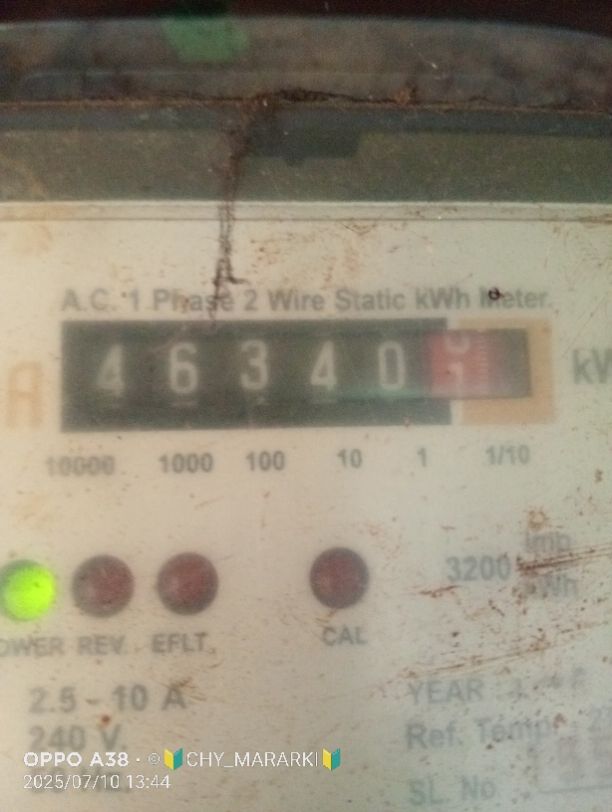 A.C. 1 Phase 2 Wire Static kWh Meter.
4 6 3 4 0
10000 1000 100 10 1 1/10
3200 Imp
kWh
REV. EFLT. CAL
2.5 - 10 A
240 V
YEAR
Ref. Temp.
SL. No
OPPO A38 · ©🔰CHY_MARARKI🔰
2025/07/10 13:44